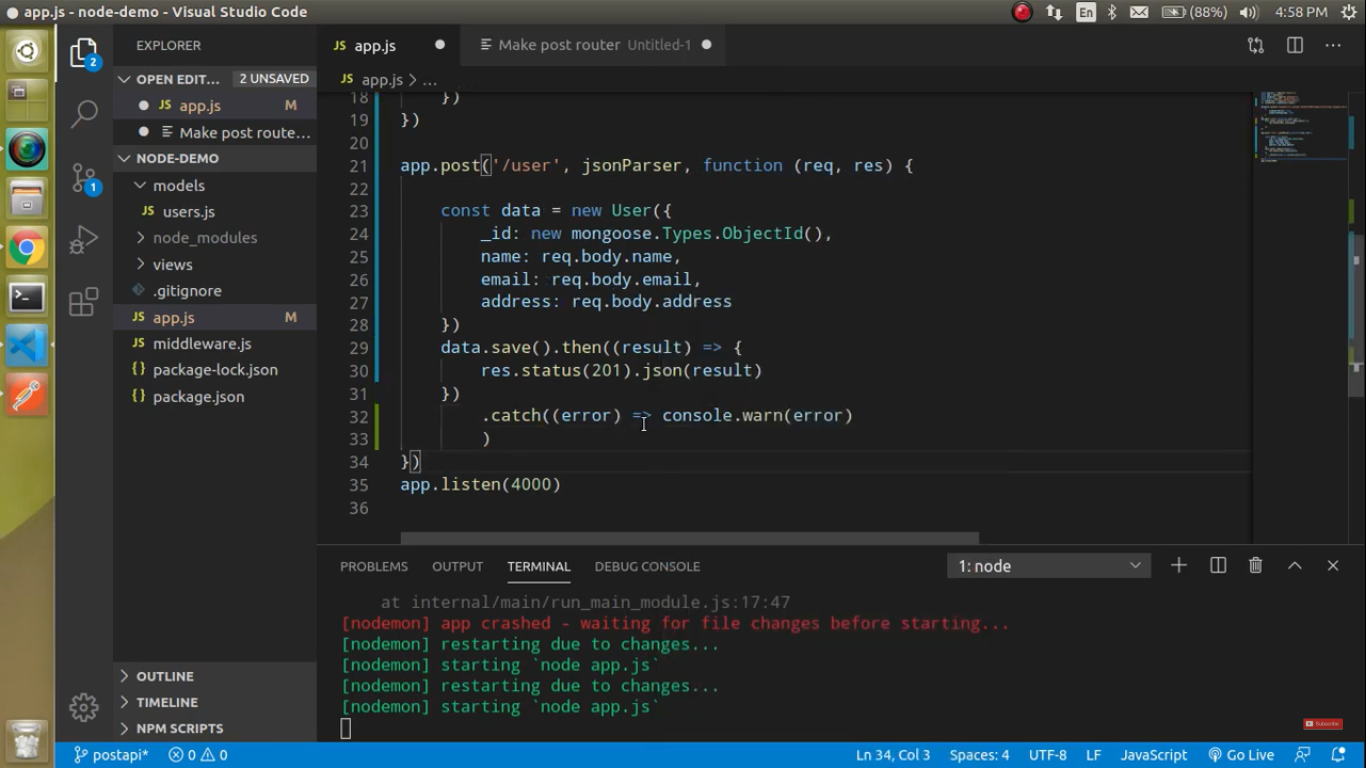 app.js - node-demo - Visual Studio Code
En
(88%)
4:58 PM
2
1
EXPLORER
OPEN EDIT... 2 UNSAVED
JS app.js M
Make post route...
NODE-DEMO
models
JS users.js
node_modules
views
.gitignore
JS app.js M
JS middleware.js
{} package-lock.json
{} package.json
OUTLINE
TIMELINE
NPM SCRIPTS
JS app.js
Make post router Untitled-1
JS app.js > ...
18 })
19 })
20
21 app.post('/user', jsonParser, function (req, res) {
22
23 const data = new User({
24 _id: new mongoose.Types.ObjectId(),
25 name: req.body.name,
26 email: req.body.email,
27 address: req.body.address
28 })
29 data.save().then((result) => {
30 res.status(201).json(result)
31 })
32 .catch((error) => console.warn(error)
33 )
34 })
35 app.listen(4000)
36
PROBLEMS OUTPUT TERMINAL DEBUG CONSOLE 1: node
at internal/main/run_main_module.js:17:47
[nodemon] app crashed - waiting for file changes before starting...
[nodemon] restarting due to changes...
[nodemon] starting `node app.js`
[nodemon] restarting due to changes...
[nodemon] starting `node app.js`
Subscribe
postapi* 0 0 Ln 34, Col 3 Spaces: 4 UTF-8 LF JavaScript Go Live